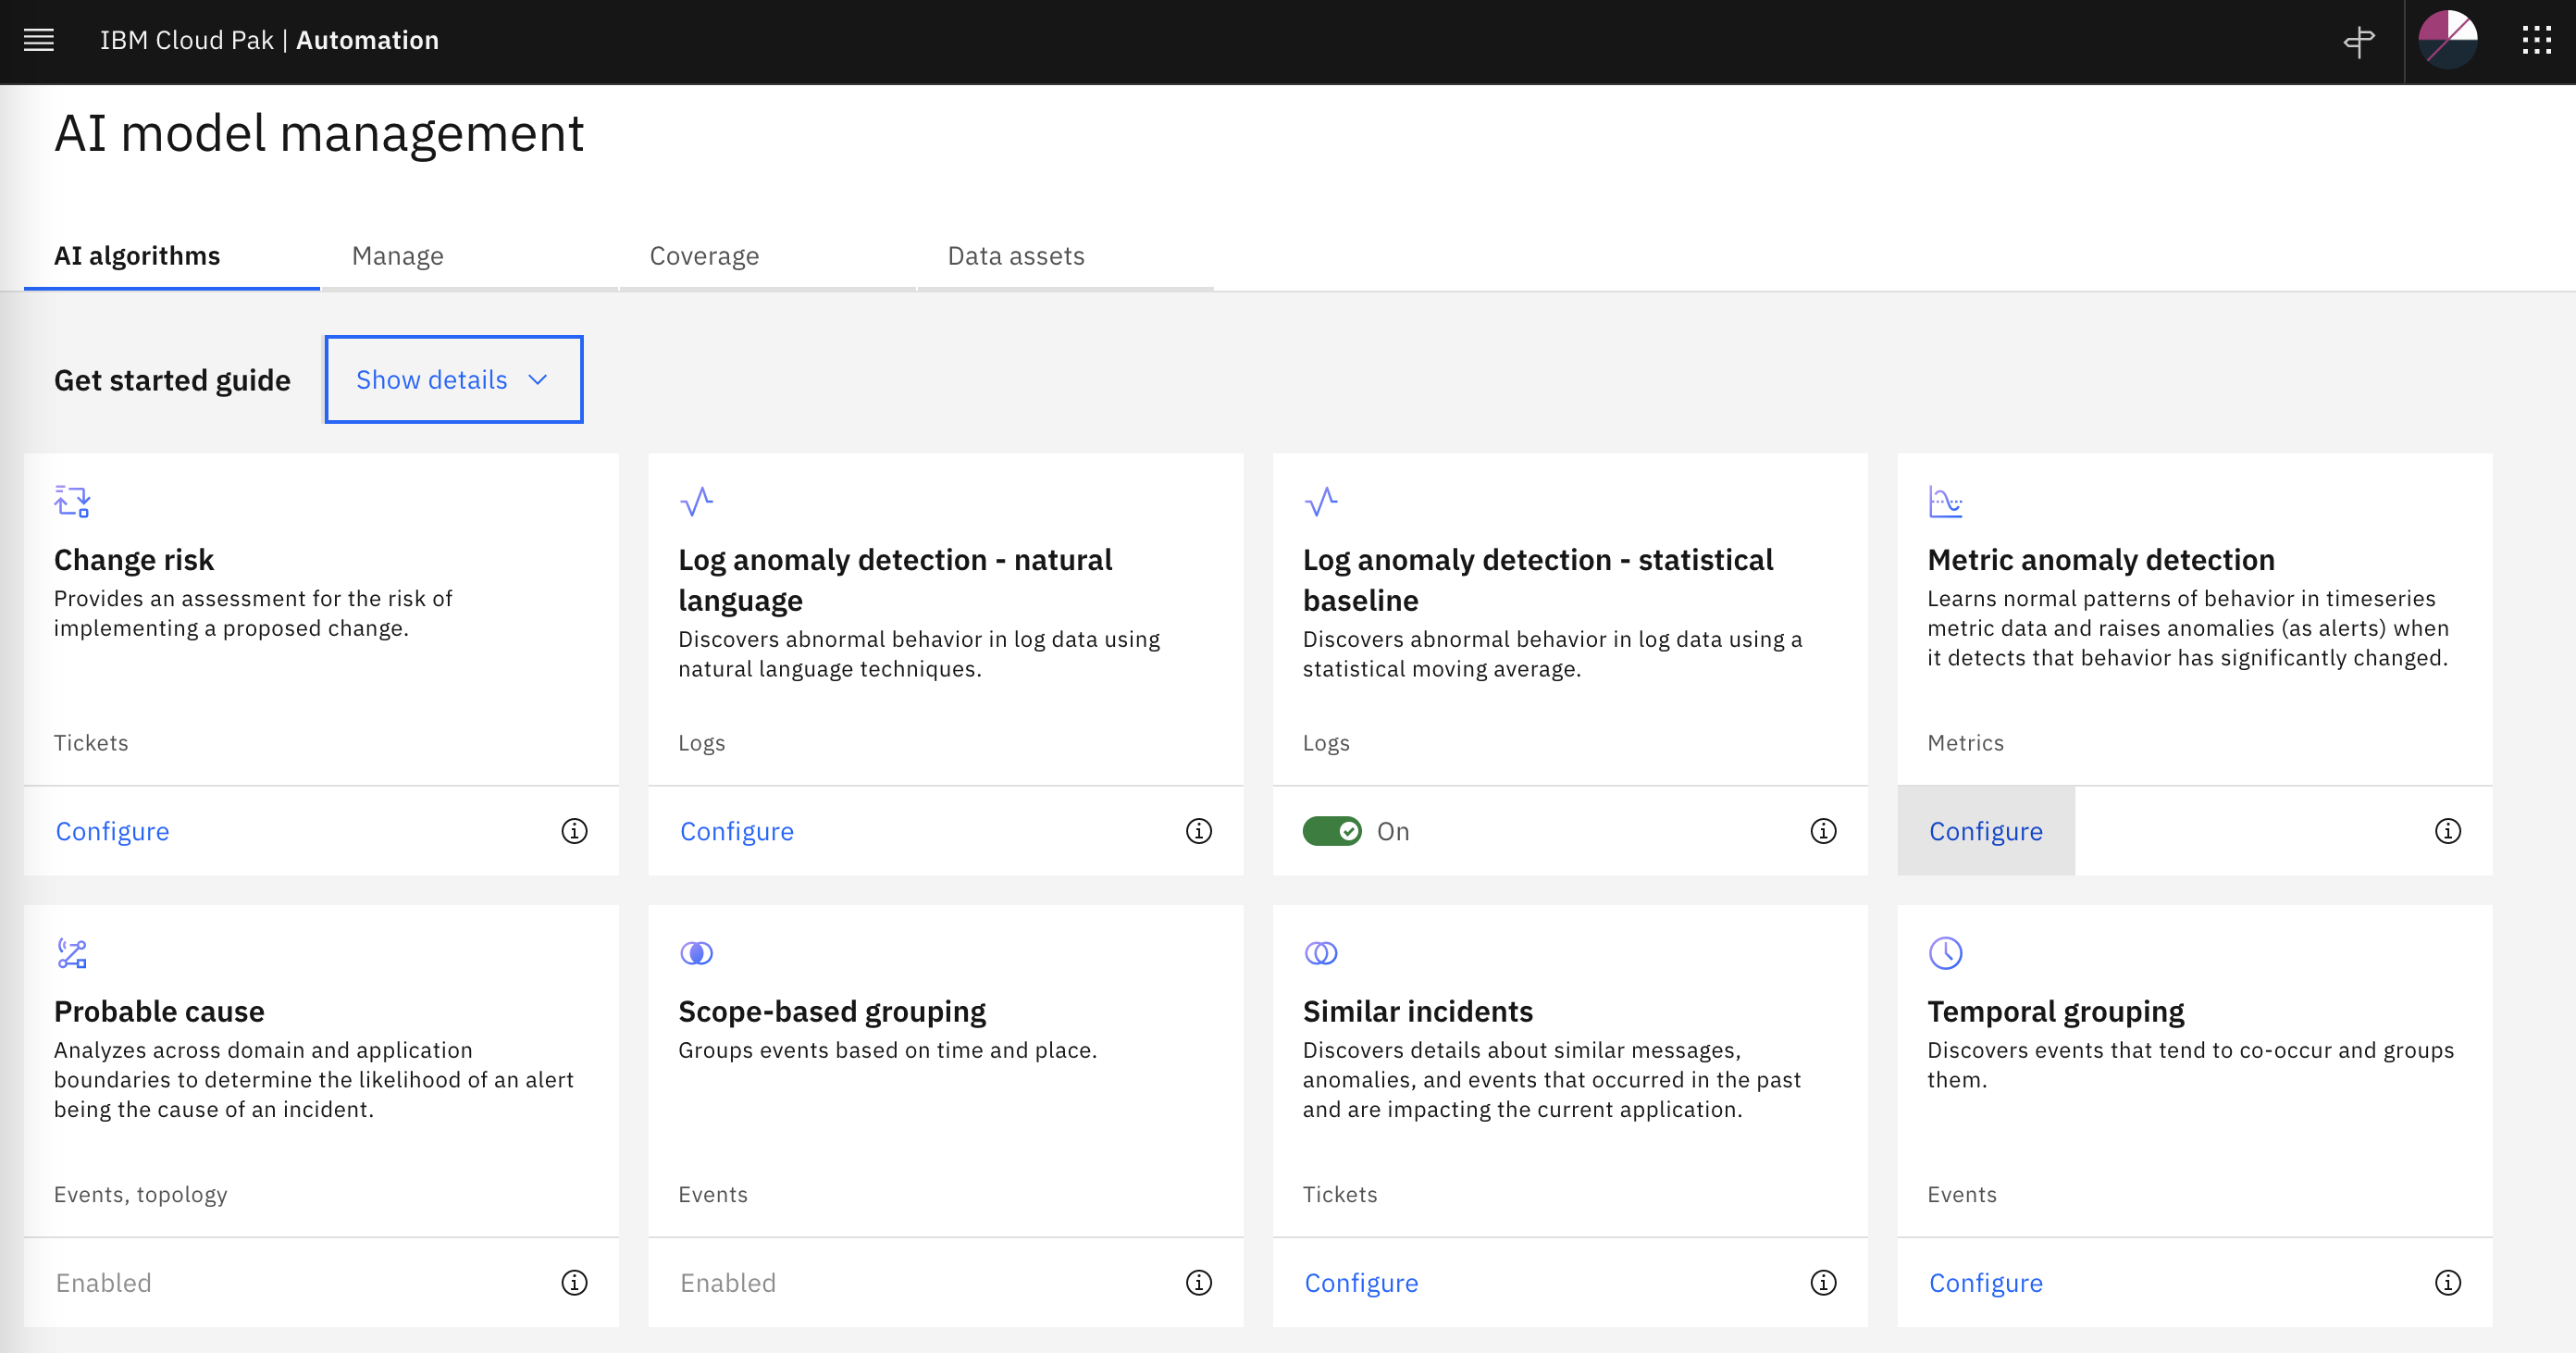 IBM Cloud Pak | Automation
AI model management
AI algorithms
Manage
Coverage
Data assets
Get started guide
Show details
Change risk
Provides an assessment for the risk of
implementing a proposed change.
Tickets
Configure
Log anomaly detection - natural
language
Discovers abnormal behavior in log data using
natural language techniques.
Logs
Configure
Log anomaly detection - statistical
baseline
Discovers abnormal behavior in log data using a
statistical moving average.
Logs
On
Metric anomaly detection
Learns normal patterns of behavior in timeseries
metric data and raises anomalies (as alerts) when
it detects that behavior has significantly changed.
Metrics
Configure
Probable cause
Analyzes across domain and application
boundaries to determine the likelihood of an alert
being the cause of an incident.
Events, topology
Enabled
Scope-based grouping
Groups events based on time and place.
Events
Enabled
Similar incidents
Discovers details about similar messages,
anomalies, and events that occurred in the past
and are impacting the current application.
Tickets
Configure
Temporal grouping
Discovers events that tend to co-occur and groups
them.
Events
Configure